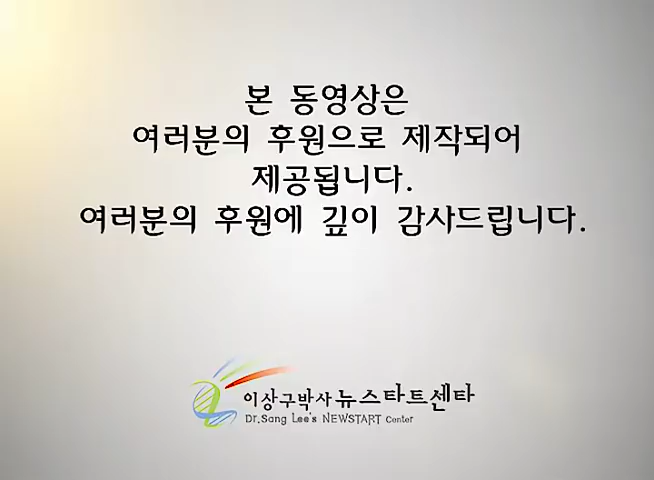 본 동영상은
여러분의 후원으로 제작되어
제공됩니다.
여러분의 후원에 깊이 감사드립니다.
이상구박사 뉴스타트센타
Dr.Sang Lee's NEWSTART Center